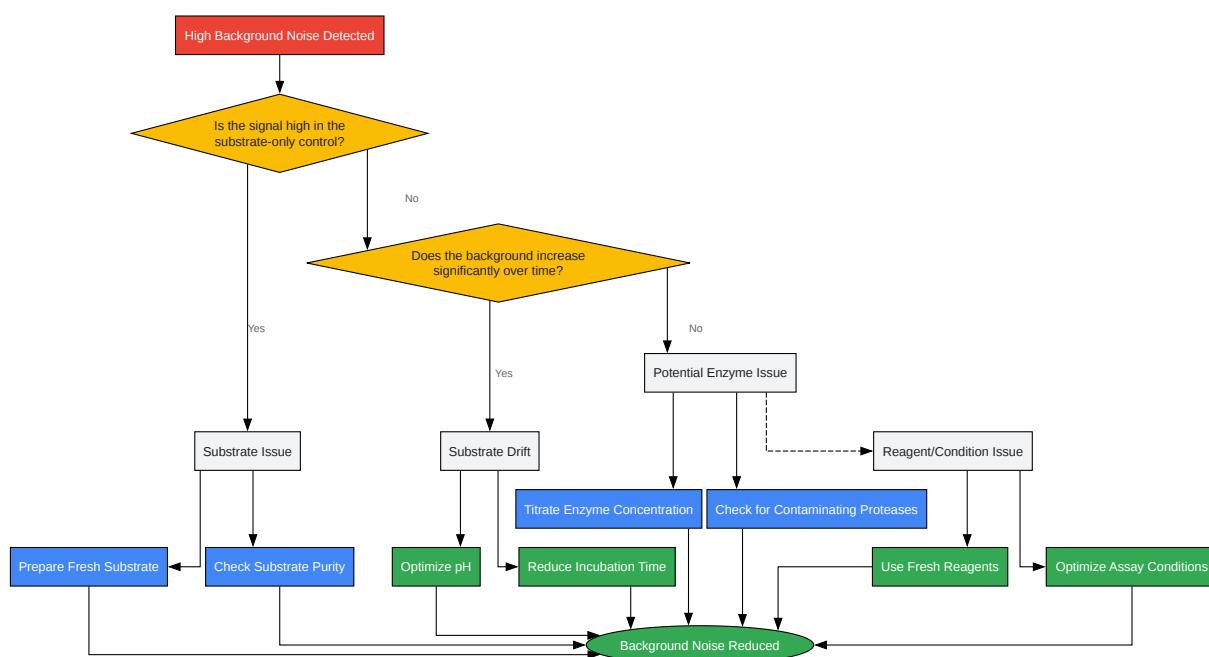 High Background Noise Detected
Is the signal high in the
substrate-only control?
No
Does the background increase
significantly over time?
Yes
No
Potential Enzyme Issue
Yes
Substrate Issue
Substrate Drift
Reagent/Condition Issue
Titrate Enzyme Concentration
Check for Contaminating Proteases
Prepare Fresh Substrate
Check Substrate Purity
Optimize pH
Reduce Incubation Time
Use Fresh Reagents
Optimize Assay Conditions
Background Noise Reduced